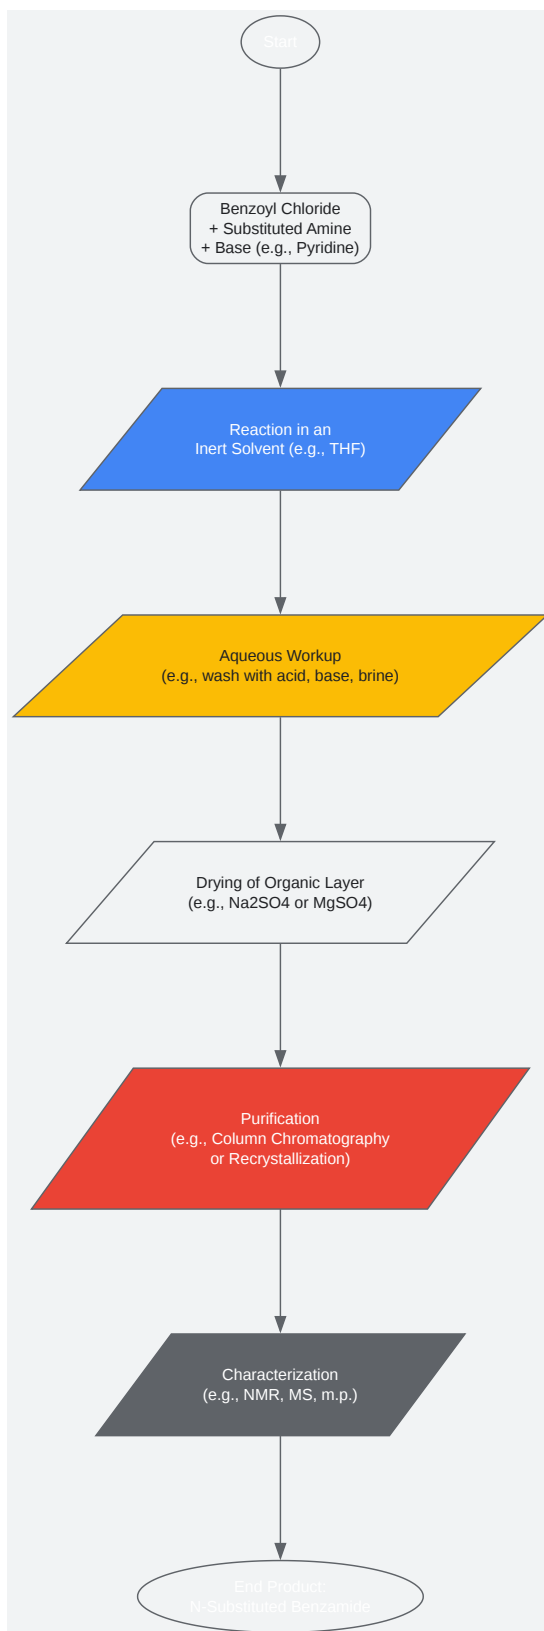 Start
Benzoyl Chloride
+ Substituted Amine
+ Base (e.g., Pyridine)
Reaction in an
Inert Solvent (e.g., THF)
Aqueous Workup
(e.g., wash with acid, base, brine)
Drying of Organic Layer
(e.g., Na2SO4 or MgSO4)
Purification
(e.g., Column Chromatography
or Recrystallization)
Characterization
(e.g., NMR, MS, m.p.)
End Product:
N-Substituted Benzamide